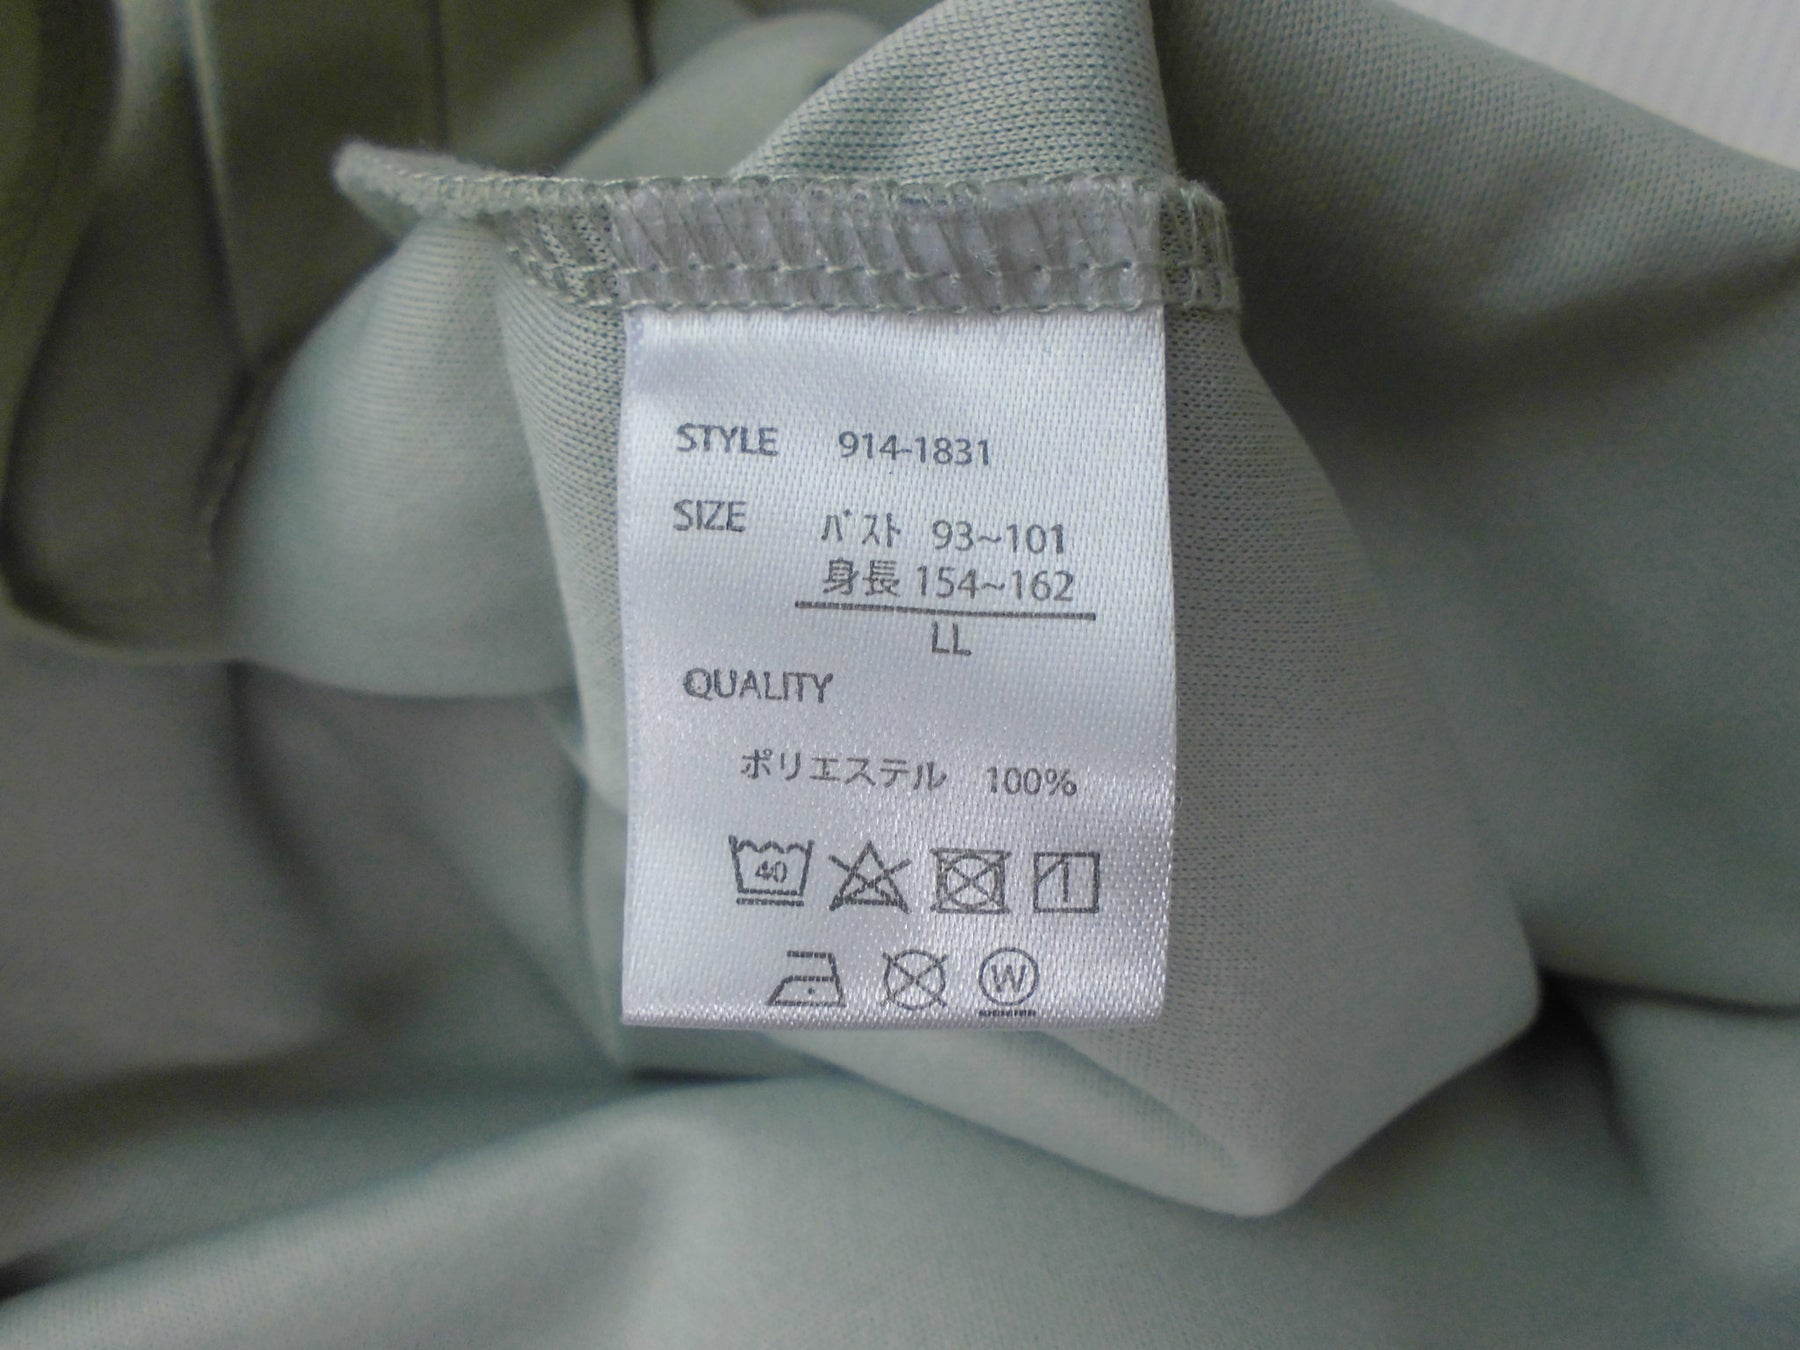 STYLE 914-1831
SIZE ﾊﾞｽﾄ 93~101
身長 154~162
LL
QUALITY
ポリエステル 100%
40
W